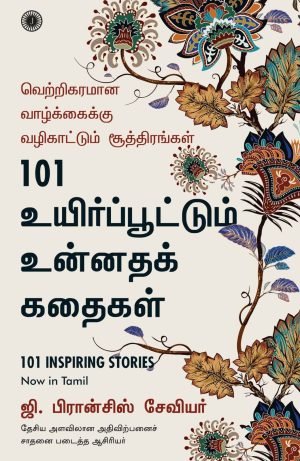 வெற்றிகரமான
வாழ்க்கைக்கு
வழிகாட்டும் சூத்திரங்கள்
101
உயிர்ப்பூட்டும்
உன்னதக்
கதைகள்
101 INSPIRING STORIES
Now in Tamil
ஜி. பிரான்சிஸ் சேவியர்
தேசிய அளவிலான அதிவிற்பனைச்
சாதனை படைத்த ஆசிரியர்